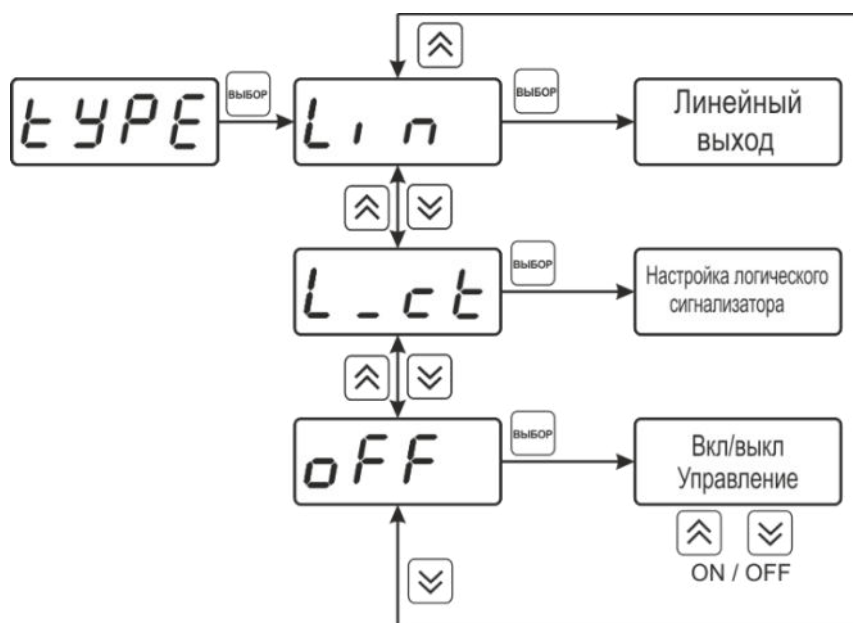 tYPE
ВЫБОР
Lin
ВЫБОР
Линейный
выход
L_ct
ВЫБОР
Настройка логического
сигнализатора
oFF
ВЫБОР
Вкл/выкл
Управление
ON / OFF